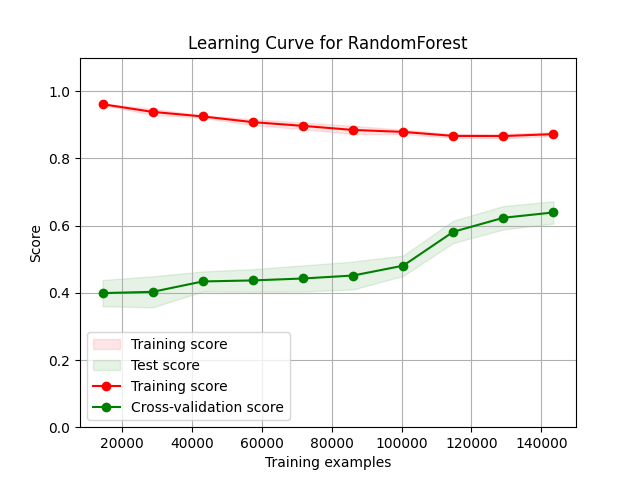 Learning Curve for RandomForest
Score
1.0
0.8
0.6
0.4
0.2
0.0
Training score
Test score
Training score
Cross-validation score
20000 40000 60000 80000 100000 120000 140000
Training examples